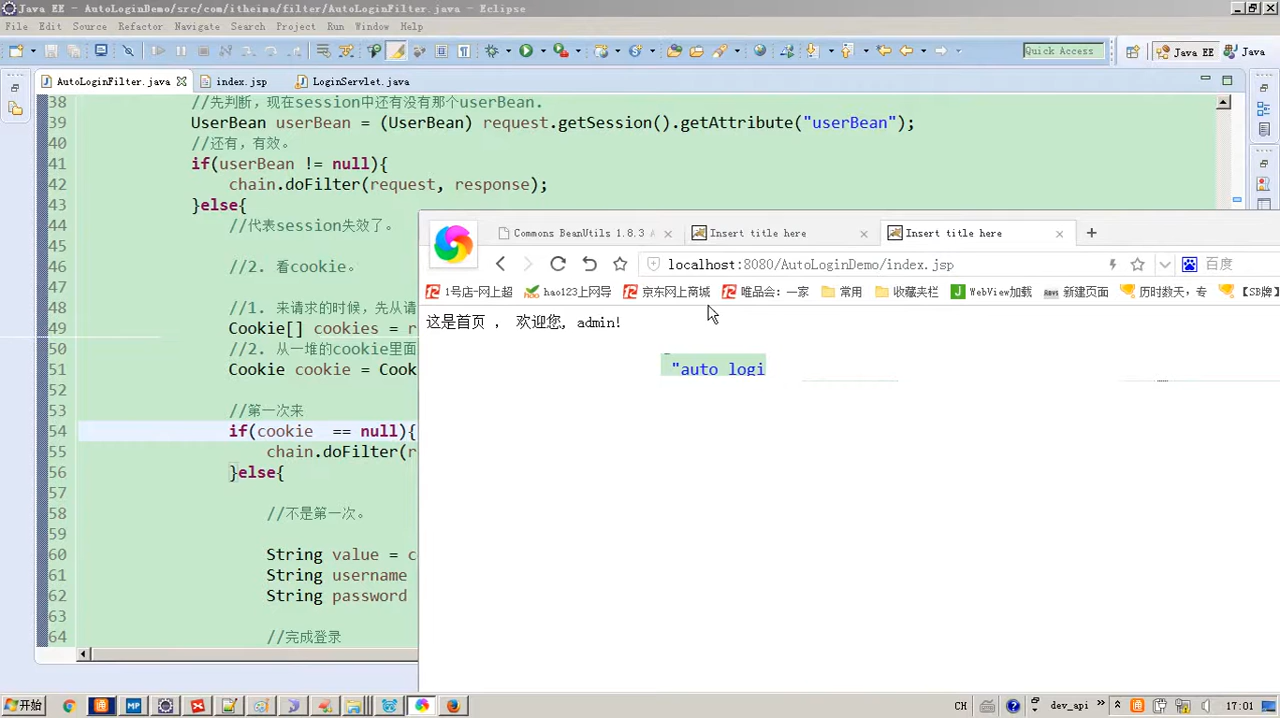 Java EE - AutoLoginDemo/src/com/itheima/filter/AutoLoginFilter.java - Eclipse
File Edit Source Refactor Navigate Search Project Run Window Help
Quick Access Java EE Java
AutoLoginFilter.java index.jsp LoginServlet.java
38 //先判断，现在session中还有没有那个userBean.
39 UserBean userBean = (UserBean) request.getSession().getAttribute("userBean");
40 //还有，有效。
41 if(userBean != null){
42 chain.doFilter(request, response);
43 }else{
44 //代表session失效了。
45
46 //2. 看cookie。
47
48 //1. 来请求的时候，先从请
49 Cookie[] cookies = r
50 //2. 从一堆的cookie里面
51 Cookie cookie = Cook
52
53 //第一次来
54 if(cookie == null){
55 chain.doFilter(r
56 }else{
57
58 //不是第一次。
59
60 String value = c
61 String username
62 String password
63
64 //完成登录
Commons BeanUtils 1.8.3 A Insert title here Insert title here
localhost:8080/AutoLoginDemo/index.jsp 百度
1号店-网上超 hao123上网导 京东网上商城 唯品会：一家 常用 收藏夹栏 WebView加载 新建页面 历时数天，专 【SB牌
这是首页 ， 欢迎您, admin!
"auto_logi
开始 CH dev_api 17:01